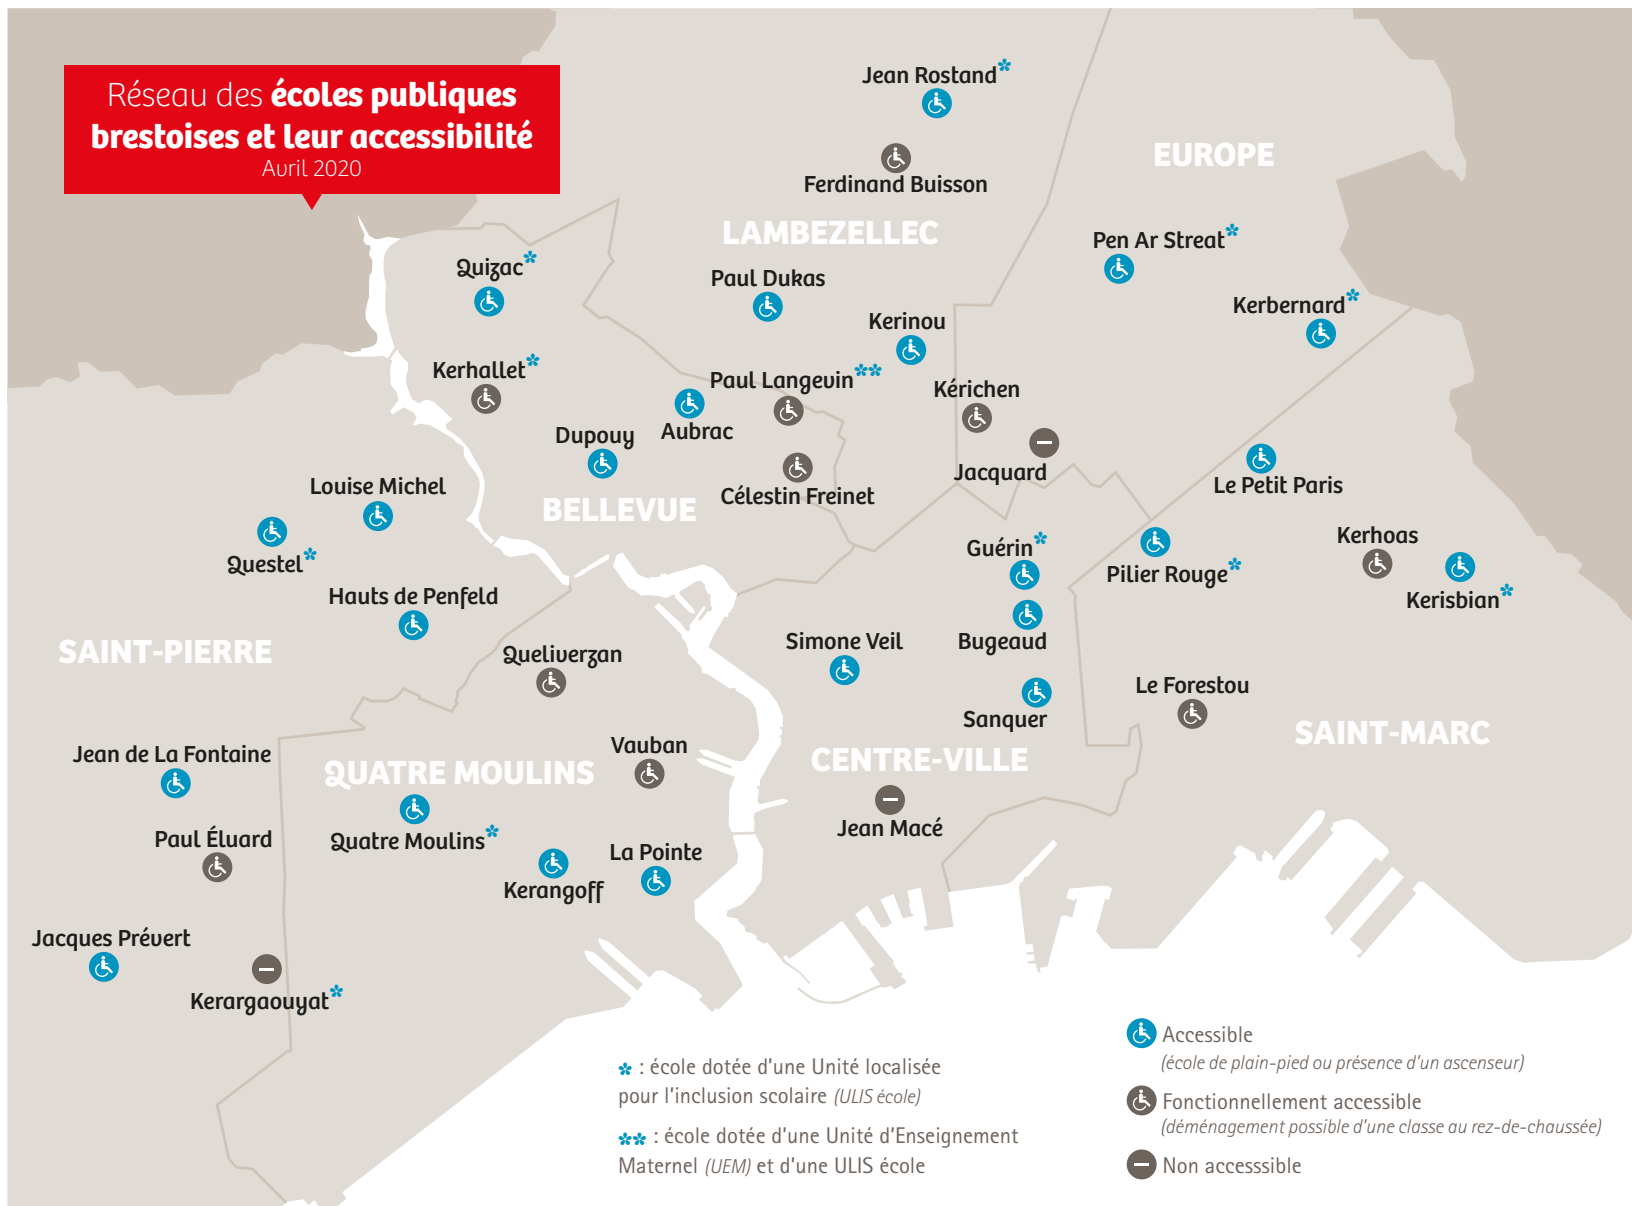 Réseau des écoles publiques
brestoises et leur accessibilité
Avril 2020
Jean Rostand*
Ferdinand Buisson
EUROPE
LAMBEZELLEC
Pen Ar Streat*
Quizac*
Paul Dukas
Kerbernard*
Kerinou
Kerhallet*
Paul Langevin**
Kérichen
Aubrac
Dupouy
Jacquard
Louise Michel
Célestin Freinet
Le Petit Paris
BELLEVUE
Kerhoas
Guérin*
Questel*
Pilier Rouge*
Hauts de Penfeld
Kerisbian*
SAINT-PIERRE
Queliverzan
Simone Veil
Bugeaud
Le Forestou
Sanquer
SAINT-MARC
Jean de La Fontaine
Vauban
CENTRE-VILLE
QUATRE MOULINS
Jean Macé
Paul Éluard
Quatre Moulins*
La Pointe
Kerangoff
Jacques Prévert
Kerargaouyat*
* : école dotée d'une Unité localisée
pour l'inclusion scolaire (ULIS école)
** : école dotée d'une Unité d'Enseignement
Maternel (UEM) et d'une ULIS école
Accessible
(école de plain-pied ou présence d'un ascenseur)
Fonctionnellement accessible
(déménagement possible d'une classe au rez-de-chaussée)
Non accesssible